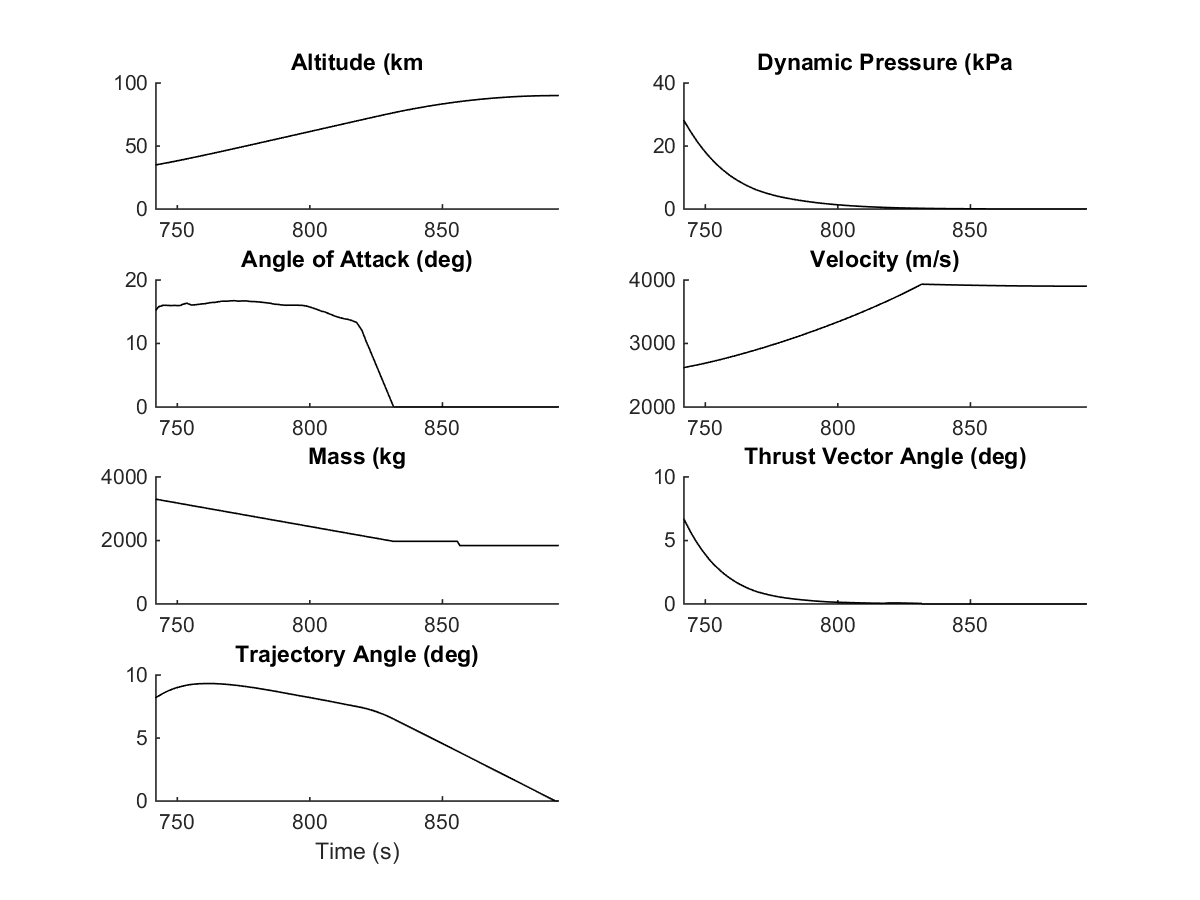 Altitude (km
100
50
0
750 800 850
Dynamic Pressure (kPa
40
20
0
750 800 850
Angle of Attack (deg)
20
10
0
750 800 850
Velocity (m/s)
4000
3000
2000
750 800 850
Mass (kg
4000
2000
0
750 800 850
Thrust Vector Angle (deg)
10
5
0
750 800 850
Trajectory Angle (deg)
10
5
0
750 800 850
Time (s)